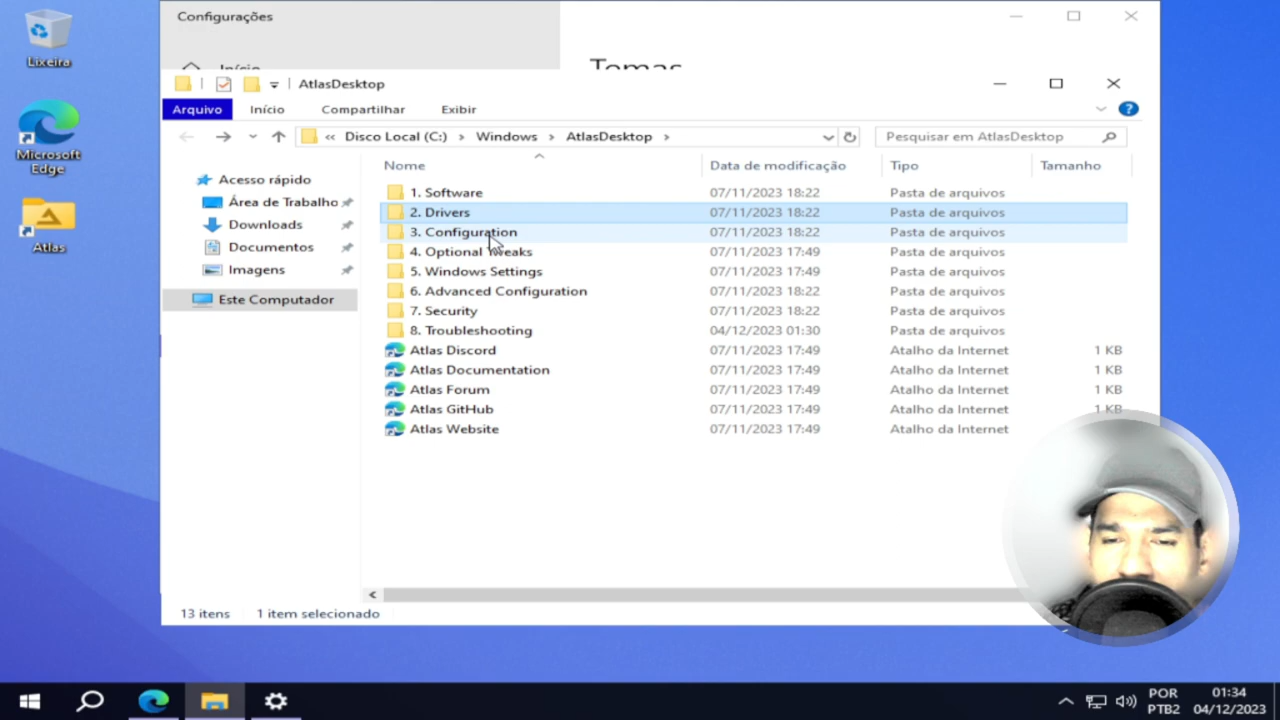 Configurações
Início
Temas
Lixeira
Microsoft
Edge
Atlas
AtlasDesktop
Arquivo
Início
Compartilhar
Exibir
« Disco Local (C:) › Windows › AtlasDesktop ›
Pesquisar em AtlasDesktop
Nome
Data de modificação
Tipo
Tamanho
Acesso rápido
Área de Trabalho
Downloads
Documentos
Imagens
Este Computador
1. Software 07/11/2023 18:22 Pasta de arquivos
2. Drivers 07/11/2023 18:22 Pasta de arquivos
3. Configuration 07/11/2023 18:22 Pasta de arquivos
4. Optional Tweaks 07/11/2023 17:49 Pasta de arquivos
5. Windows Settings 07/11/2023 17:49 Pasta de arquivos
6. Advanced Configuration 07/11/2023 18:22 Pasta de arquivos
7. Security 07/11/2023 18:22 Pasta de arquivos
8. Troubleshooting 04/12/2023 01:30 Pasta de arquivos
Atlas Discord 07/11/2023 17:49 Atalho da Internet 1 KB
Atlas Documentation 07/11/2023 17:49 Atalho da Internet 1 KB
Atlas Forum 07/11/2023 17:49 Atalho da Internet 1 KB
Atlas GitHub 07/11/2023 17:49 Atalho da Internet 1 KB
Atlas Website 07/11/2023 17:49 Atalho da Internet
13 itens 1 item selecionado
POR
PTB2
01:34
04/12/2023